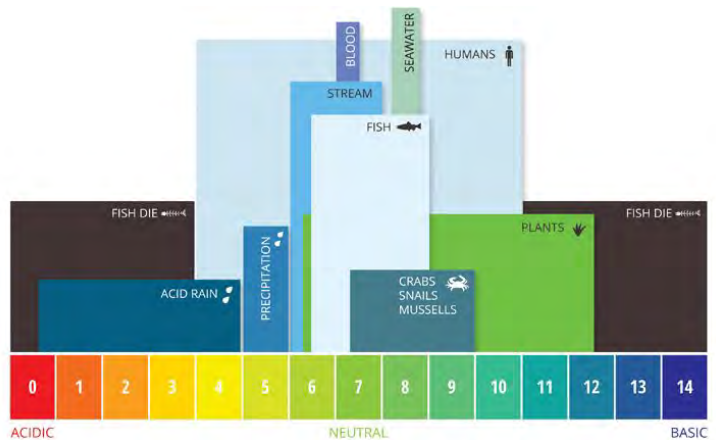 BLOOD
SEAWATER
HUMANS
STREAM
FISH
FISH DIE
FISH DIE
PLANTS
PRECIPITATION
ACID RAIN
CRABS
SNAILS
MUSSELLS
0 1 2 3 4 5 6 7 8 9 10 11 12 13 14
ACIDIC NEUTRAL BASIC